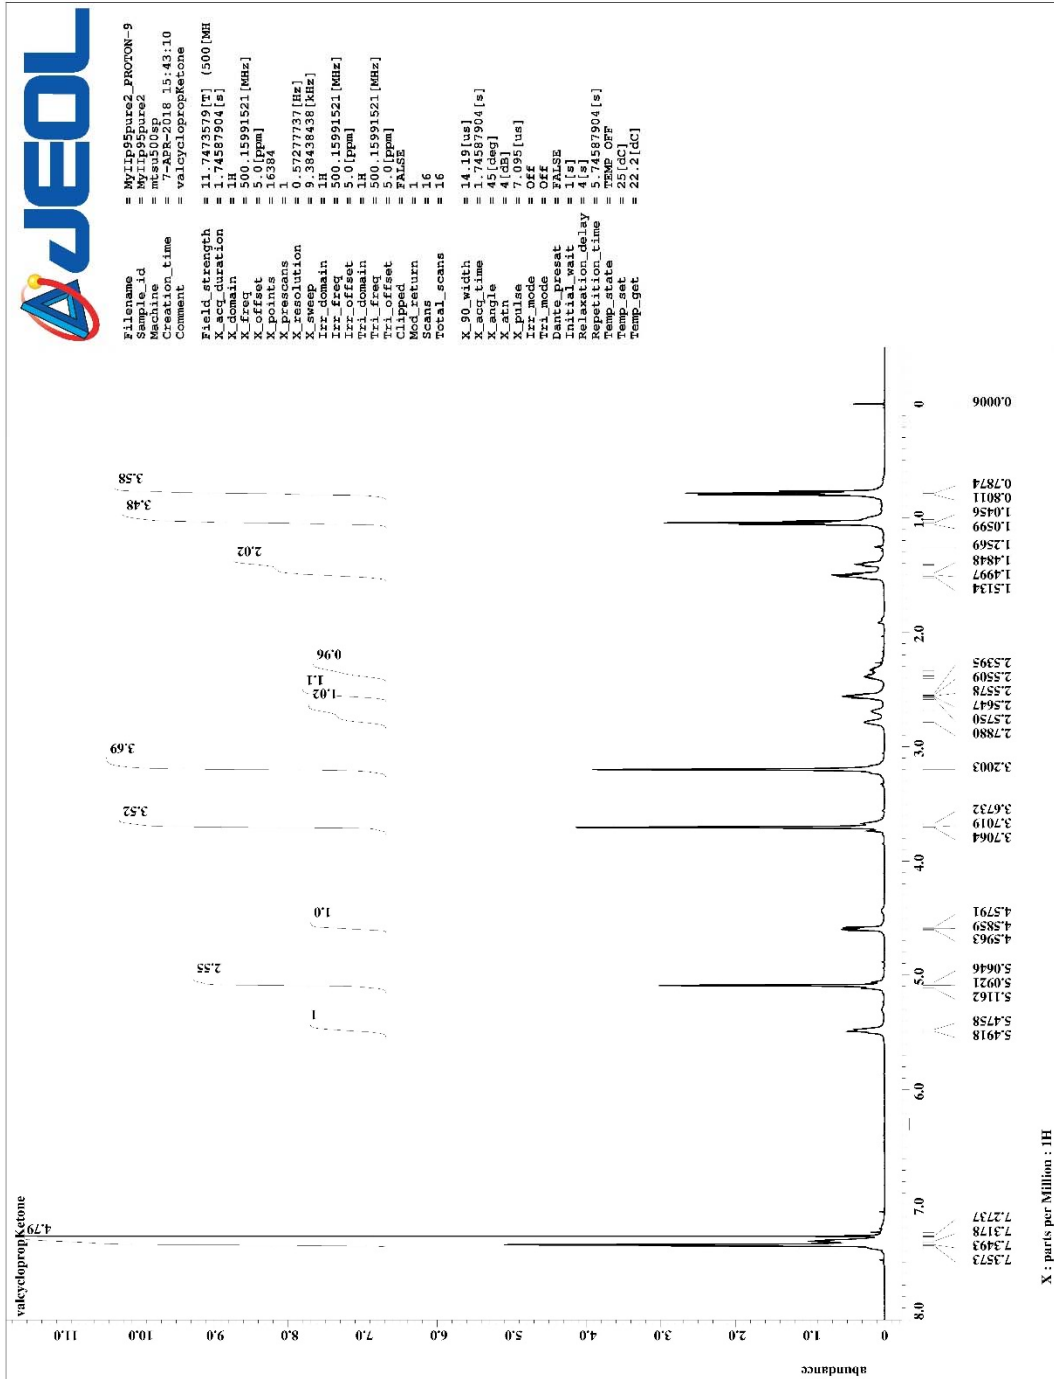 JEOL
Filename = MyIIp95pure2_PROTON-9
Sample_id = MyIIp95pure2
Machine = mtsu500sp
Creation_time = 7-APR-2018 15:43:10
Comment = valcyclopropKetone
Field_strength = 11.7473579[T] (500[MH
X_acq_duration = 1.74587904[s]
X_domain = 1H
X_freq = 500.15991521[MHz]
X_offset = 5.0[ppm]
X_points = 16384
X_prescans = 1
X_resolution = 0.57277737[Hz]
X_sweep = 9.38438438[kHz]
Irr_domain = 1H
Irr_freq = 500.15991521[MHz]
Irr_offset = 5.0[ppm]
Tri_domain = 1H
Tri_freq = 500.15991521[MHz]
Tri_offset = 5.0[ppm]
Clipped = FALSE
Mod_return = 1
Scans = 16
Total_scans = 16
X_90_width = 14.19[us]
X_acq_time = 1.74587904[s]
X_angle = 45[deg]
X_atn = 4[dB]
X_pulse = 7.095[us]
Irr_mode = Off
Tri_mode = Off
Dante_presat = FALSE
Initial_wait = 1[s]
Relaxation_delay = 4[s]
Repetition_time = 5.74587904[s]
Temp_state = TEMP OFF
Temp_set = 25[dC]
Temp_get = 22.2[dC]
valcyclopropKetone
4.79
1
2.55
1.0
3.52
3.69
1.02
1.1
0.96
2.02
3.48
3.58
abundance
11.0
10.0
9.0
8.0
7.0
6.0
5.0
4.0
3.0
2.0
1.0
0
8.0 7.0 6.0 5.0 4.0 3.0 2.0 1.0 0
7.3573
7.3493
7.3178
7.2737
5.4918
5.4758
5.1162
5.0921
5.0646
4.5963
4.5859
4.5791
3.7064
3.7019
3.6732
3.2003
2.7880
2.5750
2.5647
2.5578
2.5509
2.5395
1.5134
1.4997
1.4848
1.2569
1.0599
1.0456
0.8011
0.7874
0.0006
X : parts per Million : 1H